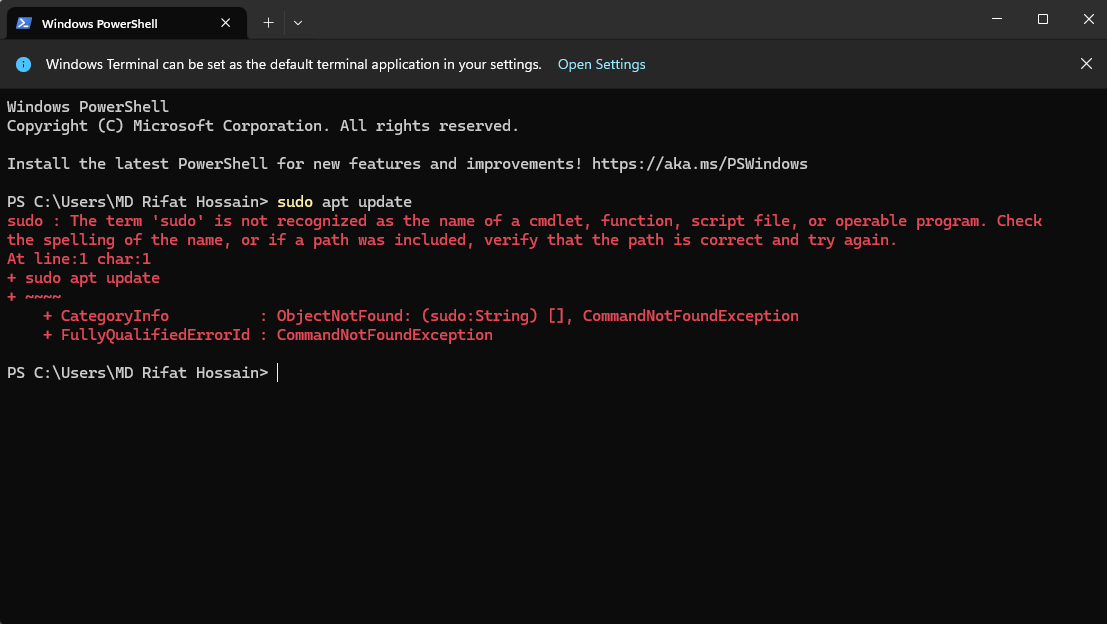 Windows PowerShell
Windows Terminal can be set as the default terminal application in your settings. Open Settings
Windows PowerShell
Copyright (C) Microsoft Corporation. All rights reserved.
Install the latest PowerShell for new features and improvements! https://aka.ms/PSWindows
PS C:\Users\MD Rifat Hossain> sudo apt update
sudo : The term 'sudo' is not recognized as the name of a cmdlet, function, script file, or operable program. Check
the spelling of the name, or if a path was included, verify that the path is correct and try again.
At line:1 char:1
+ sudo apt update
+ ~~~~
    + CategoryInfo          : ObjectNotFound: (sudo:String) [], CommandNotFoundException
    + FullyQualifiedErrorId : CommandNotFoundException
PS C:\Users\MD Rifat Hossain>